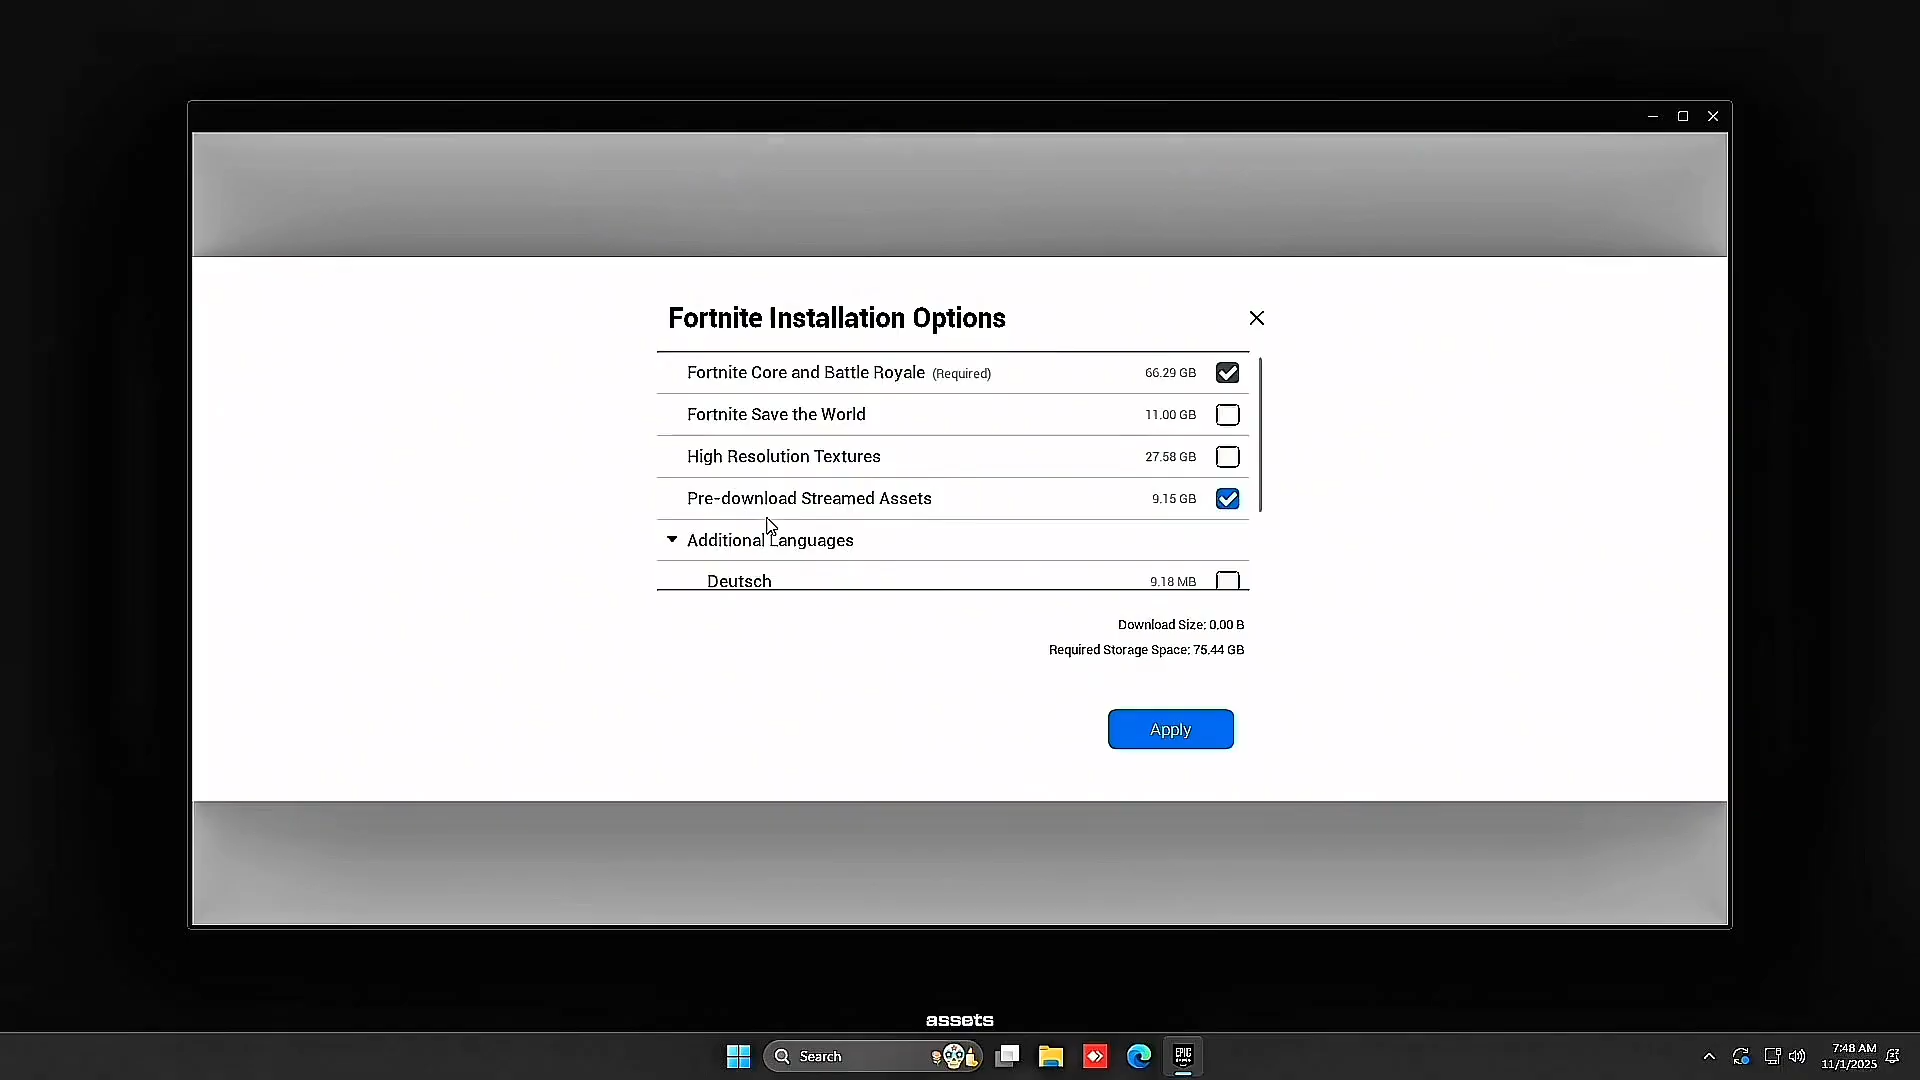 Fortnite Installation Options
Fortnite Core and Battle Royale (Required) 66.29 GB
Fortnite Save the World 11.00 GB
High Resolution Textures 27.58 GB
Pre-download Streamed Assets 9.15 GB
Additional Languages
Deutsch 9.18 MB
Download Size: 0.00 B
Required Storage Space: 75.44 GB
Apply
assets
Search
EPIC GAMES
7:48 AM
11/1/2025